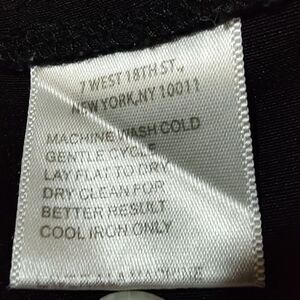 7 WEST 18TH ST.,
NEW YORK,NY 10011
MACHINE WASH COLD
GENTLE CYCLE
LAY FLAT TO DRY
DRY CLEAN FOR
BETTER RESULT
COOL IRON ONLY